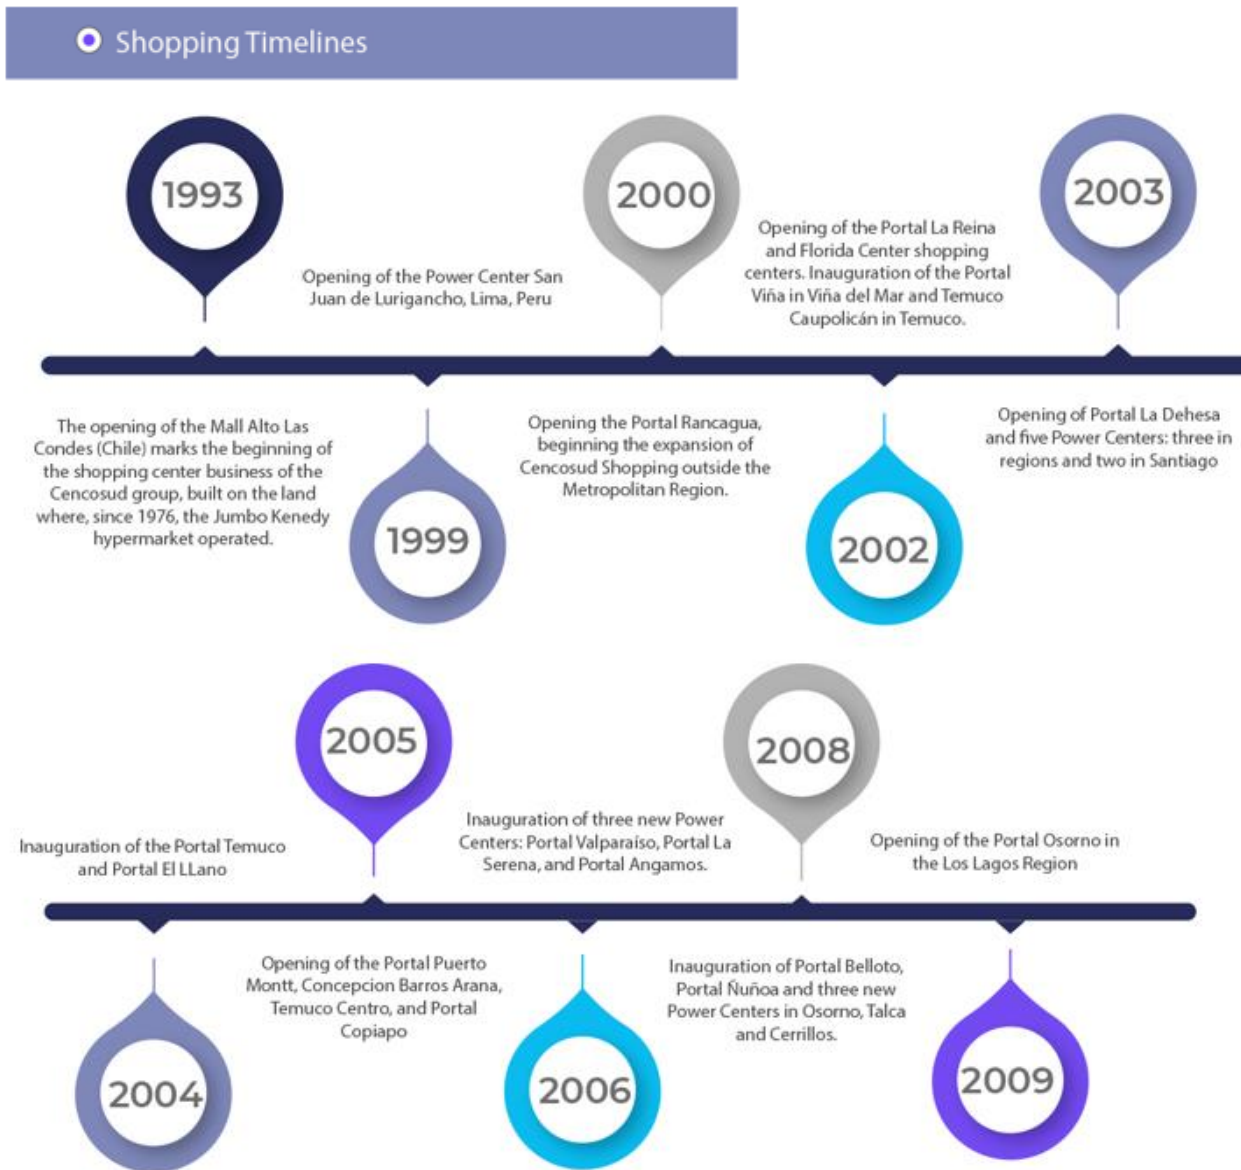 Shopping Timelines
1993
The opening of the Mall Alto Las
Condes (Chile) marks the beginning of
the shopping center business of the
Cencosud group, built on the land
where, since 1976, the Jumbo Kenedy
hypermarket operated.
Opening of the Power Center San
Juan de Lurigancho, Lima, Peru
1999
2000
Opening the Portal Rancagua,
beginning the expansion of
Cencosud Shopping outside the
Metropolitan Region.
Opening of the Portal La Reina
and Florida Center shopping
centers. Inauguration of the Portal
Viña in Viña del Mar and Temuco
Caupolicán in Temuco.
2002
2003
Opening of Portal La Dehesa
and five Power Centers: three in
regions and two in Santiago
Inauguration of the Portal Temuco
and Portal El LLano
2004
2005
Opening of the Portal Puerto
Montt, Concepcion Barros Arana,
Temuco Centro, and Portal
Copiapo
Inauguration of three new Power
Centers: Portal Valparaíso, Portal La
Serena, and Portal Angamos.
2006
2008
Inauguration of Portal Belloto,
Portal Ñuñoa and three new
Power Centers in Osorno, Talca
and Cerrillos.
Opening of the Portal Osorno in
the Los Lagos Region
2009